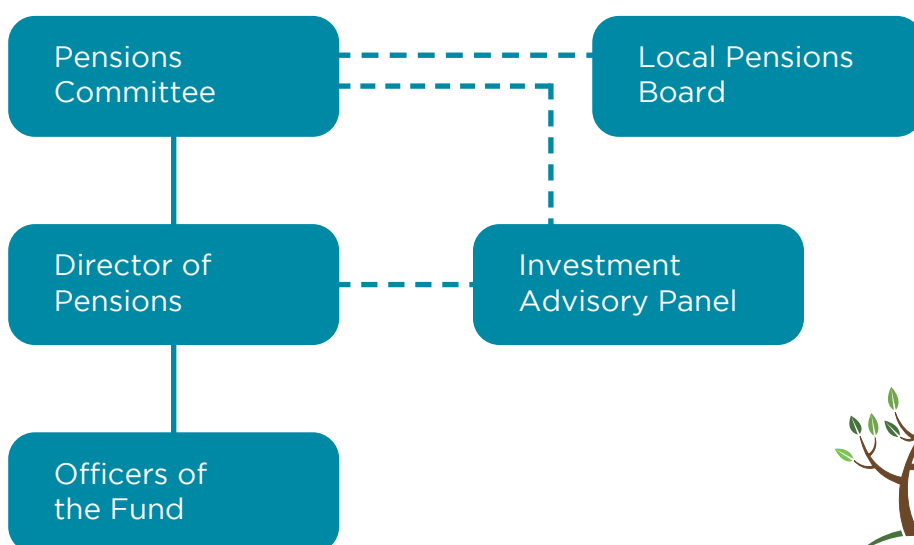 Pensions
Committee
Local Pensions
Board
Director of
Pensions
Investment
Advisory Panel
Officers of
the Fund